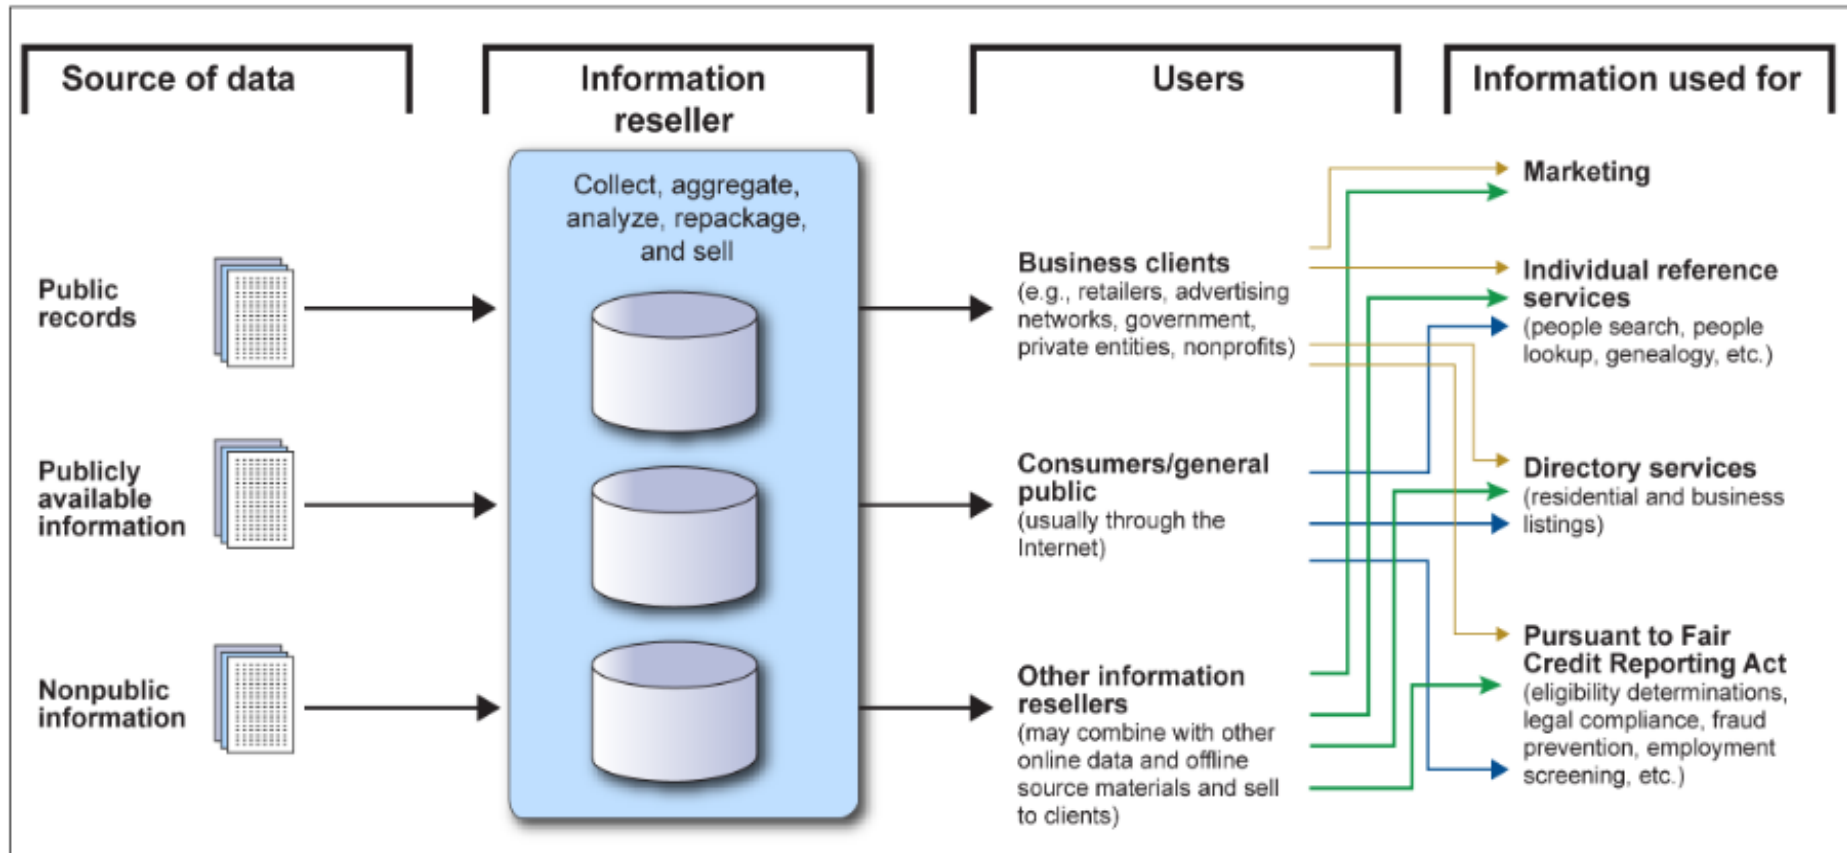 Source of data
Information
reseller
Users
Information used for
Public
records
Publicly
available
information
Nonpublic
information
Collect, aggregate,
analyze, repackage,
and sell
Business clients
(e.g., retailers, advertising
networks, government,
private entities, nonprofits)
Consumers/general
public
(usually through the
Internet)
Other information
resellers
(may combine with other
online data and offline
source materials and sell
to clients)
Marketing
Individual reference
services
(people search, people
lookup, genealogy, etc.)
Directory services
(residential and business
listings)
Pursuant to Fair
Credit Reporting Act
(eligibility determinations,
legal compliance, fraud
prevention, employment
screening, etc.)